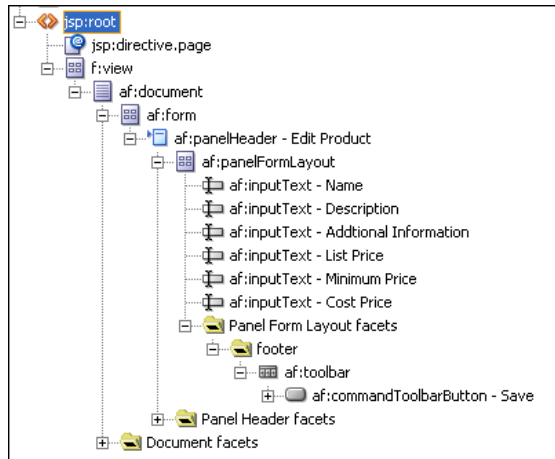 jsp:root
jsp:directive.page
f:view
af:document
af:form
af:panelHeader - Edit Product
af:panelFormLayout
af:inputText - Name
af:inputText - Description
af:inputText - Addtional Information
af:inputText - List Price
af:inputText - Minimum Price
af:inputText - Cost Price
Panel Form Layout facets
footer
af:toolbar
af:commandToolbarButton - Save
Panel Header facets
Document facets